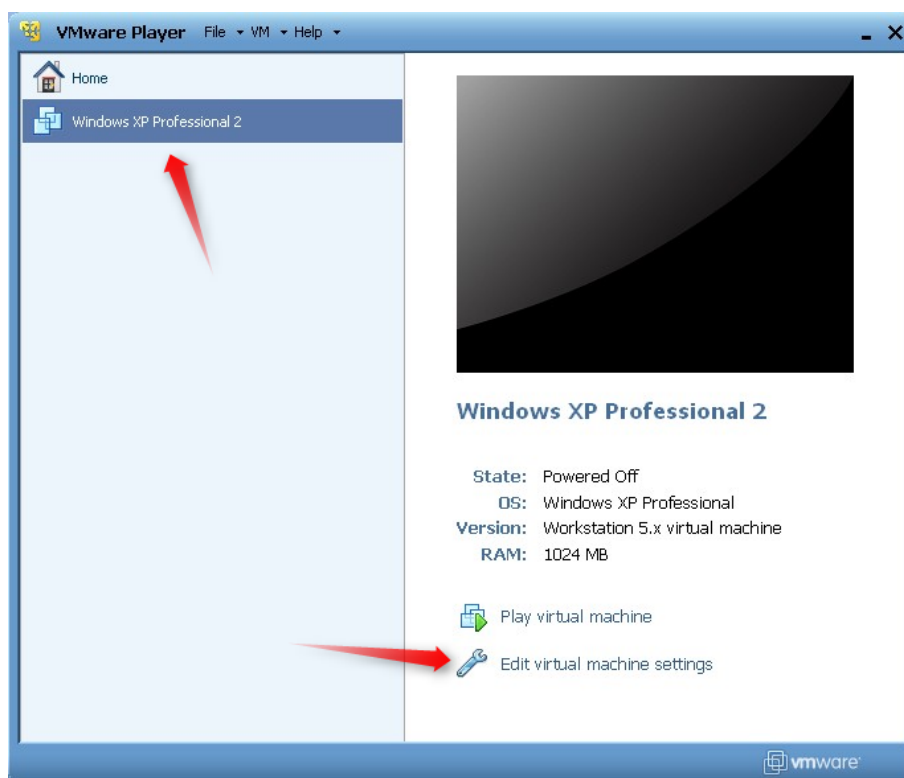 VMware Player File VM Help
Home
Windows XP Professional 2
Windows XP Professional 2
State: Powered Off
OS: Windows XP Professional
Version: Workstation 5.x virtual machine
RAM: 1024 MB
Play virtual machine
Edit virtual machine settings
vmware